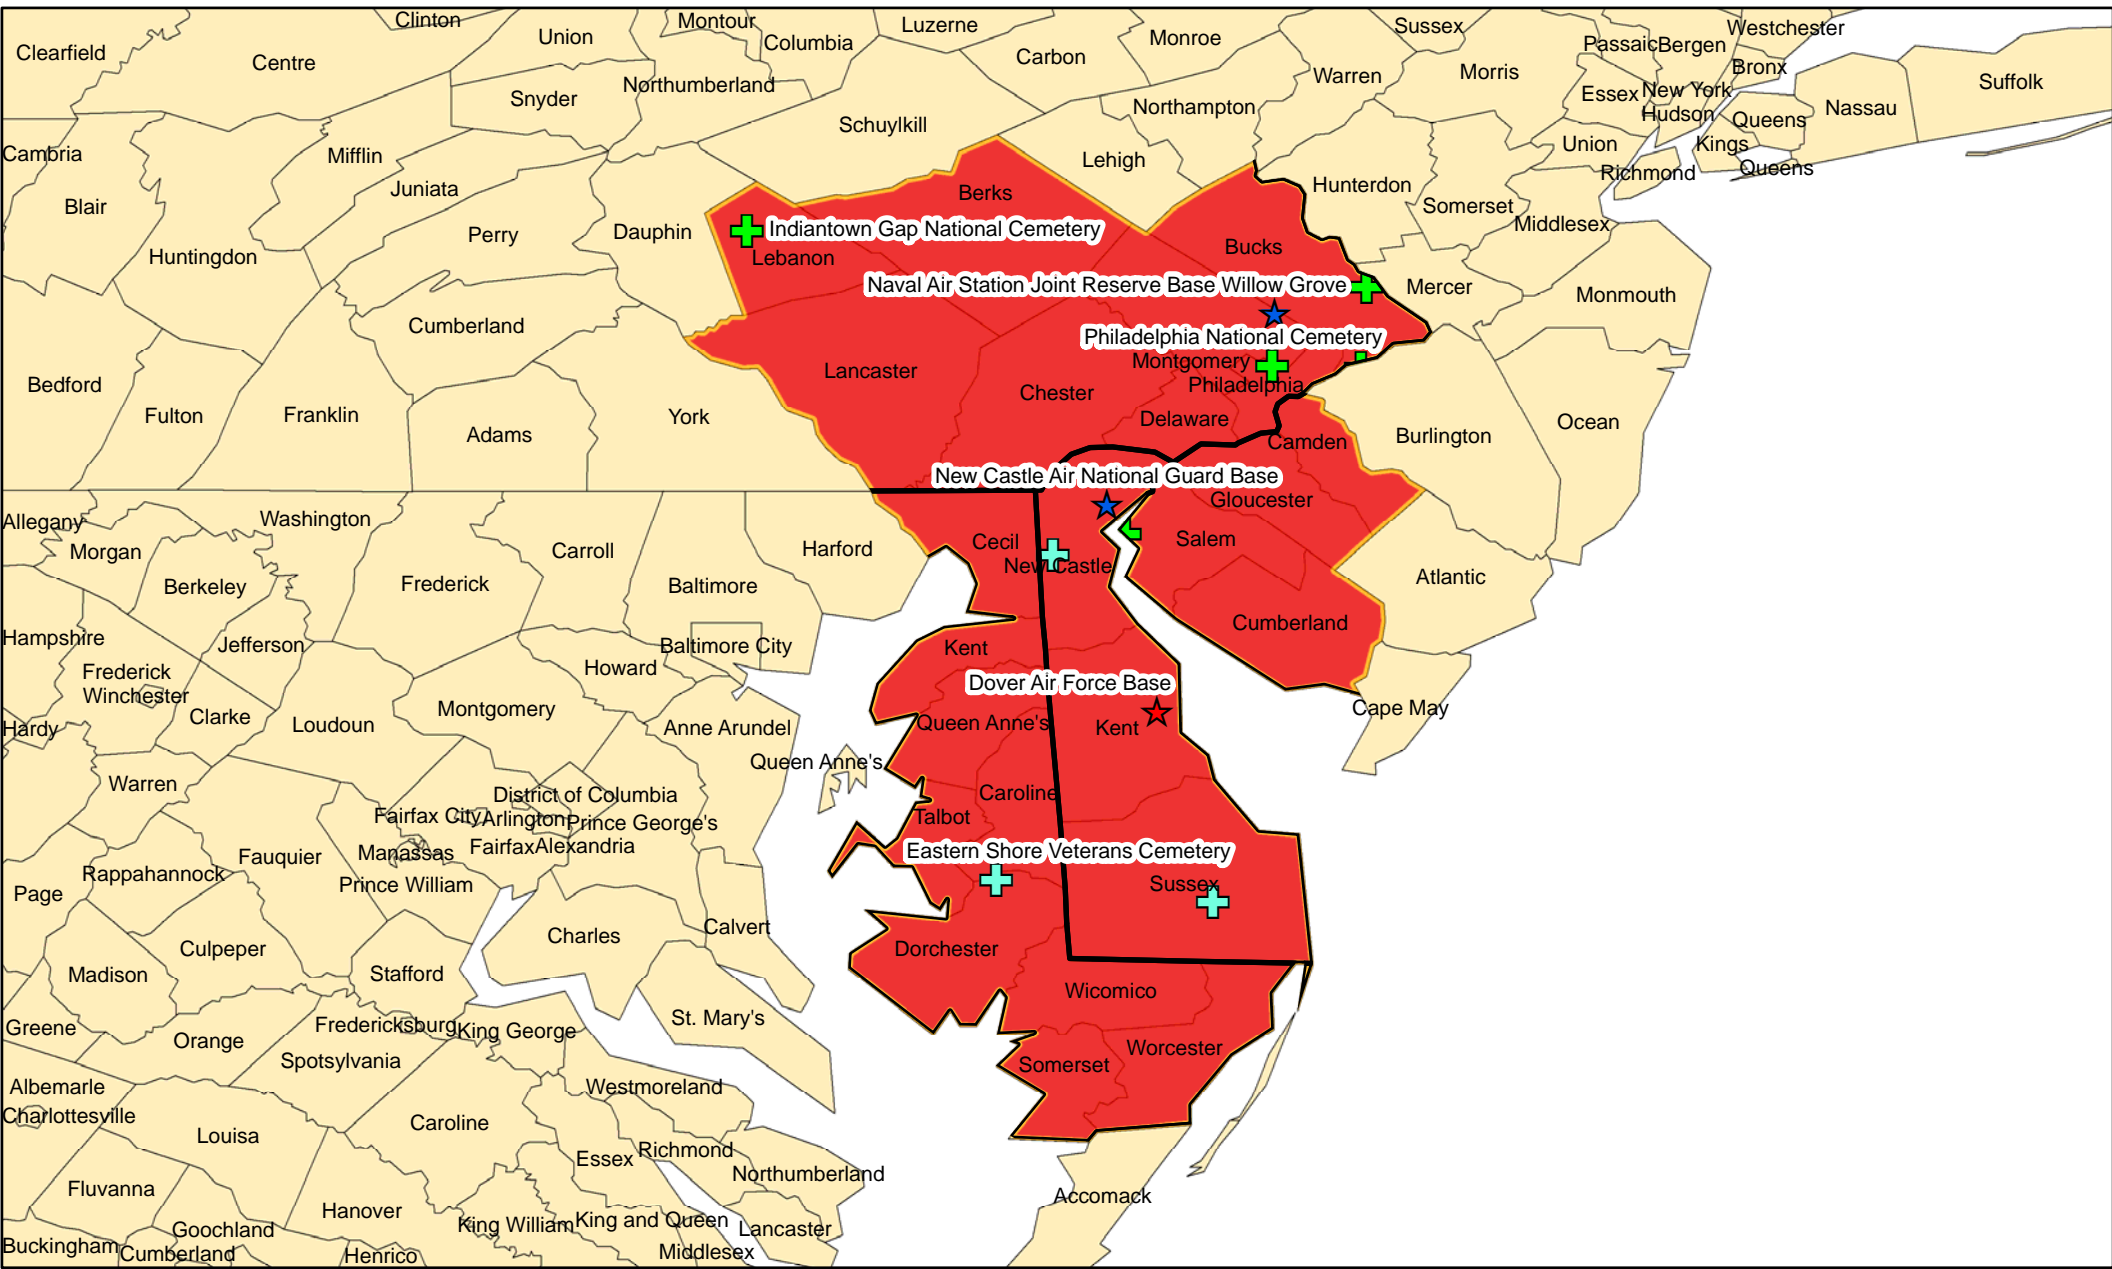 Clinton
Montour
Luzerne
Sussex
Westchester
Clearfield
Centre
Union
Columbia
Carbon
Monroe
Passaic
Bergen
Bronx
Snyder
Northumberland
Warren
Morris
Essex
New York
Suffolk
Northampton
Hudson
Queens
Nassau
Cambria
Mifflin
Schuylkill
Lehigh
Union
Kings
Queens
Richmond
Blair
Juniata
Berks
Hunterdon
Somerset
Middlesex
Huntingdon
Perry
Dauphin
Indiantown Gap National Cemetery
Lebanon
Bucks
Naval Air Station Joint Reserve Base Willow Grove
Mercer
Monmouth
Cumberland
Philadelphia National Cemetery
Montgomery
Philadelphia
Bedford
Fulton
Franklin
Adams
York
Lancaster
Chester
Delaware
Camden
Burlington
Ocean
New Castle Air National Guard Base
Gloucester
Allegany
Morgan
Washington
Carroll
Harford
Cecil
New Castle
Salem
Atlantic
Berkeley
Frederick
Baltimore
Hampshire
Jefferson
Baltimore City
Kent
Cumberland
Frederick
Winchester
Howard
Dover Air Force Base
Hardy
Clarke
Loudoun
Montgomery
Anne Arundel
Queen Anne's
Kent
Cape May
Queen Anne's
Warren
District of Columbia
Caroline
Fairfax City
Arlington
Prince George's
Talbot
Manassas
Fairfax
Alexandria
Eastern Shore Veterans Cemetery
Fauquier
Rappahannock
Prince William
Page
Sussex
Calvert
Charles
Dorchester
Culpeper
Madison
Stafford
Wicomico
Greene
Orange
Fredericksburg
King George
St. Mary's
Spotsylvania
Somerset
Worcester
Albemarle
Westmoreland
Charlottesville
Louisa
Caroline
Essex
Richmond
Northumberland
Fluvanna
Accomack
Hanover
King William
King and Queen
Lancaster
Goochland
Buckingham
Cumberland
Henrico
Middlesex